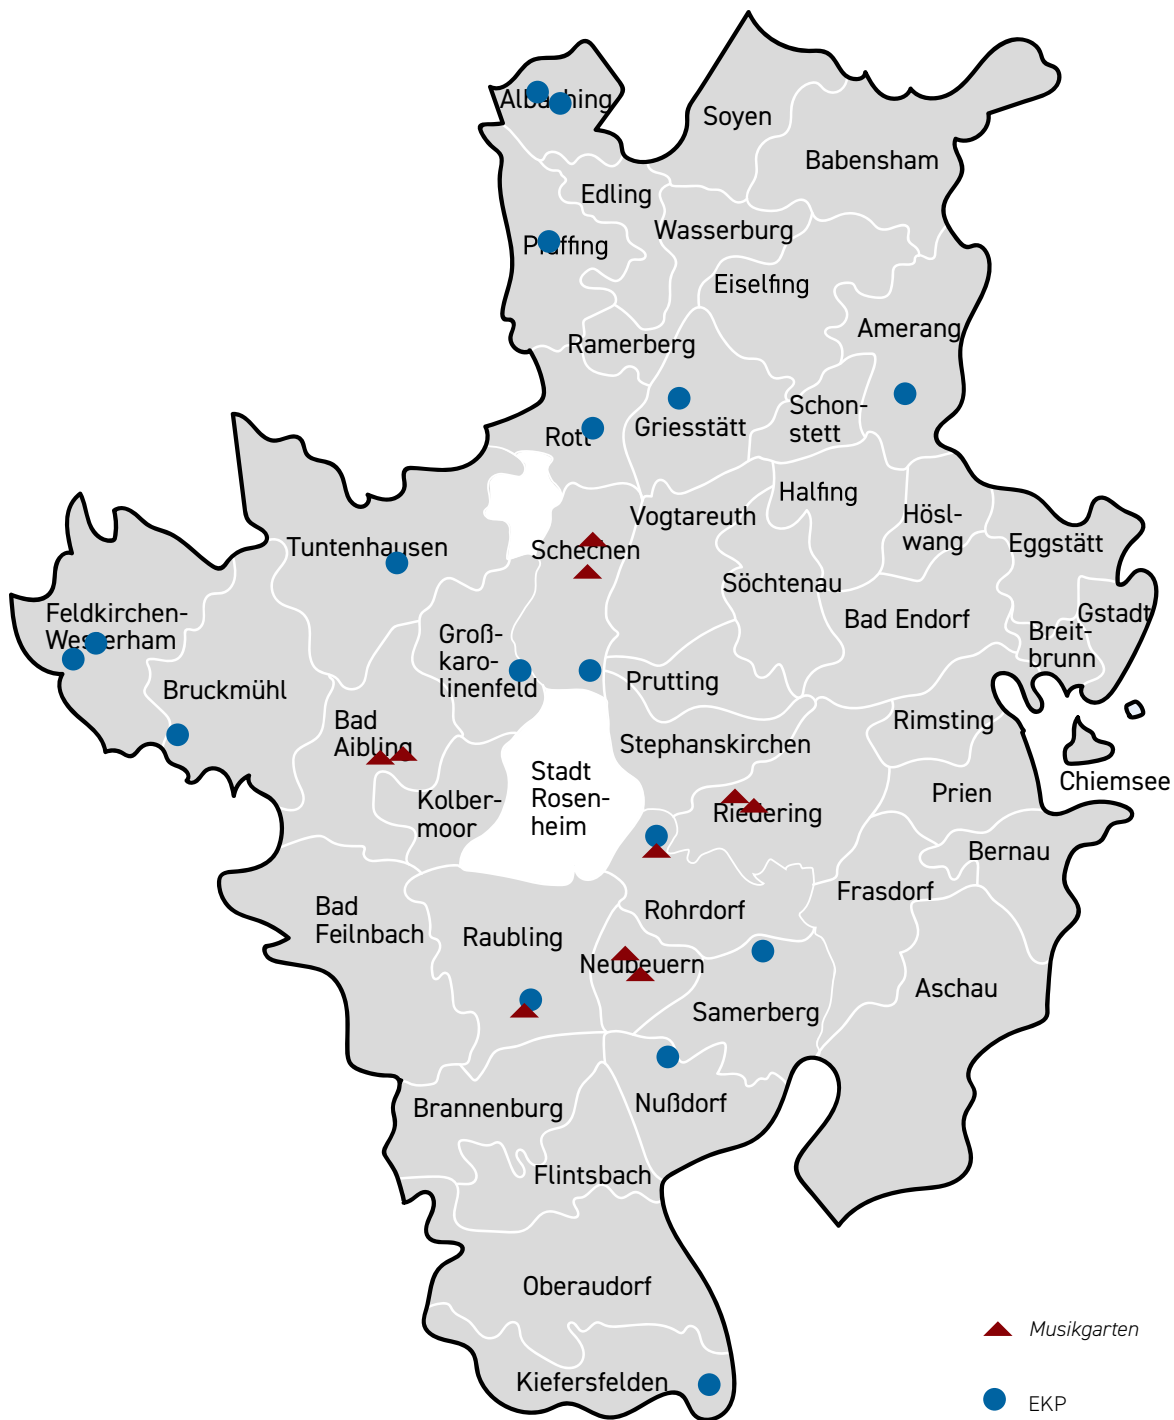 Albaching
Soyen
Babensham
Edling
Wasserburg
Pfaffing
Eiselfing
Amerang
Ramerberg
Schon-
stett
Griesstätt
Rott
Halfing
Vogtareuth
Hösl-
wang
Eggstätt
Tuntenhausen
Schechen
Söchtenau
Feldkirchen-
Westerham
Bad Endorf
Gstadt
Breit-
brunn
Groß-
karo-
linenfeld
Prutting
Bruckmühl
Bad
Aibling
Rimsting
Stephanskirchen
Stadt
Rosen-
heim
Chiemsee
Kolber-
moor
Prien
Riedering
Bernau
Frasdorf
Bad
Feilnbach
Rohrdorf
Raubling
Neubeuern
Aschau
Samerberg
Brannenburg
Nußdorf
Flintsbach
Oberaudorf
Kiefersfelden
Musikgarten
EKP